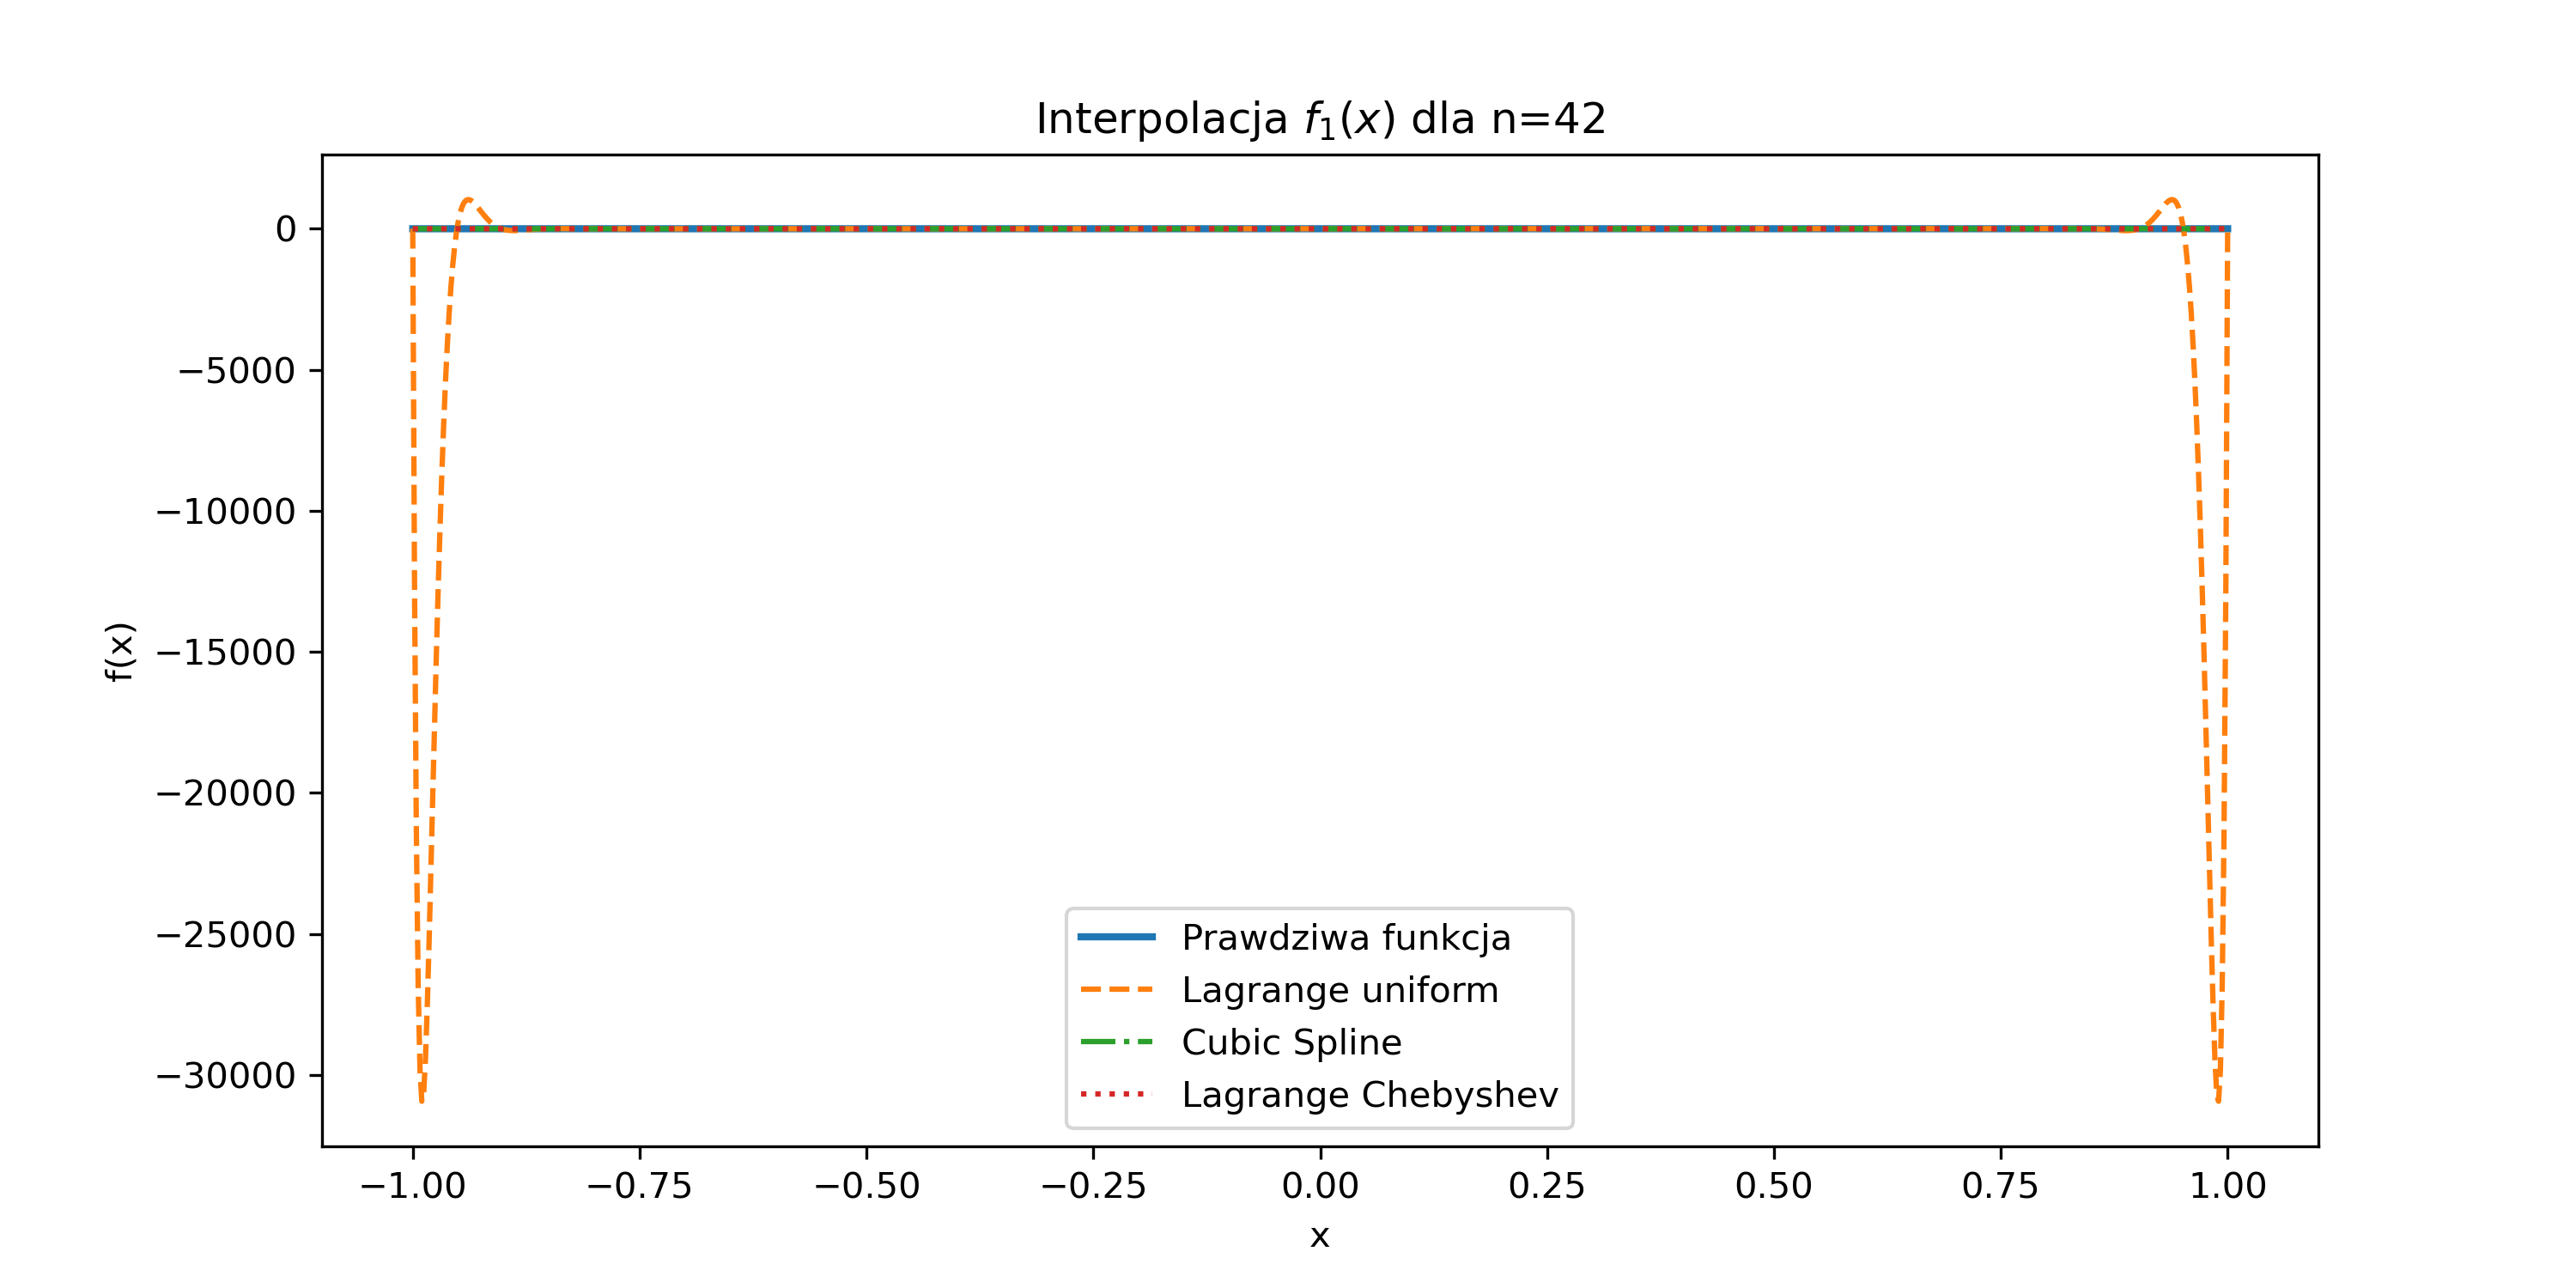 Interpolacja f₁(x) dla n=42
0
−5000
−10000
−15000
−20000
−25000
−30000
f(x)
Prawdziwa funkcja
Lagrange uniform
Cubic Spline
Lagrange Chebyshev
−1.00 −0.75 −0.50 −0.25 0.00 0.25 0.50 0.75 1.00
x